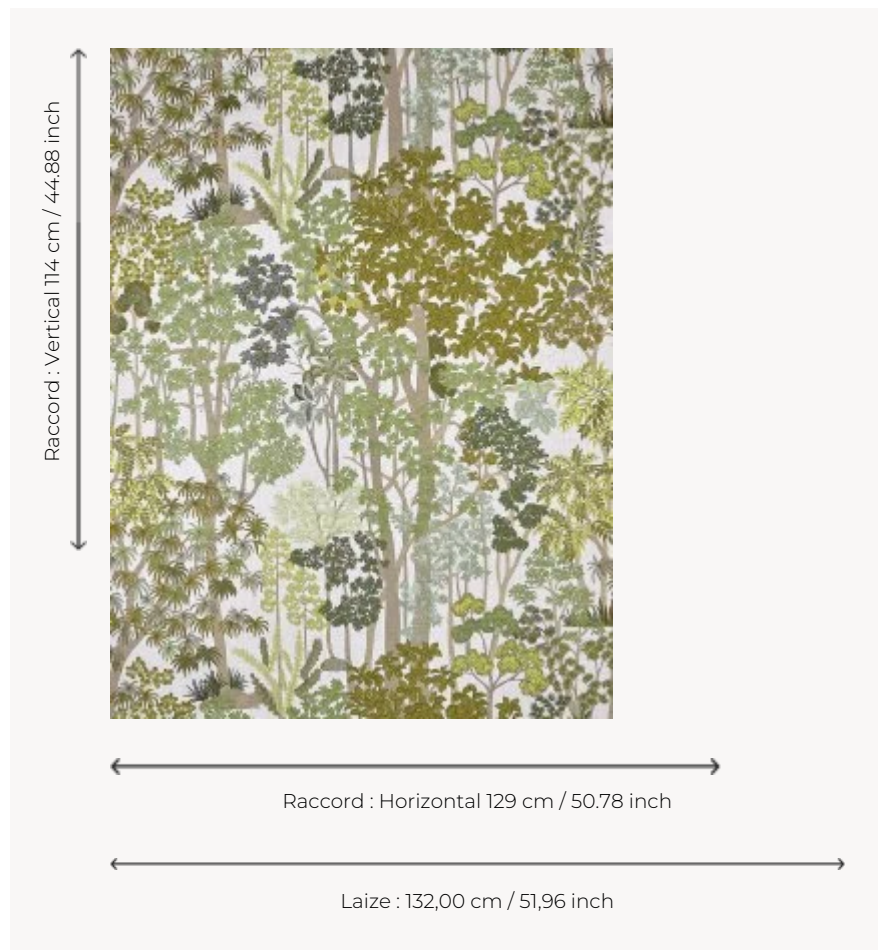 Raccord : Vertical 114 cm / 44.88 inch
Raccord : Horizontal 129 cm / 50.78 inch
Laize : 132,00 cm / 51,96 inch